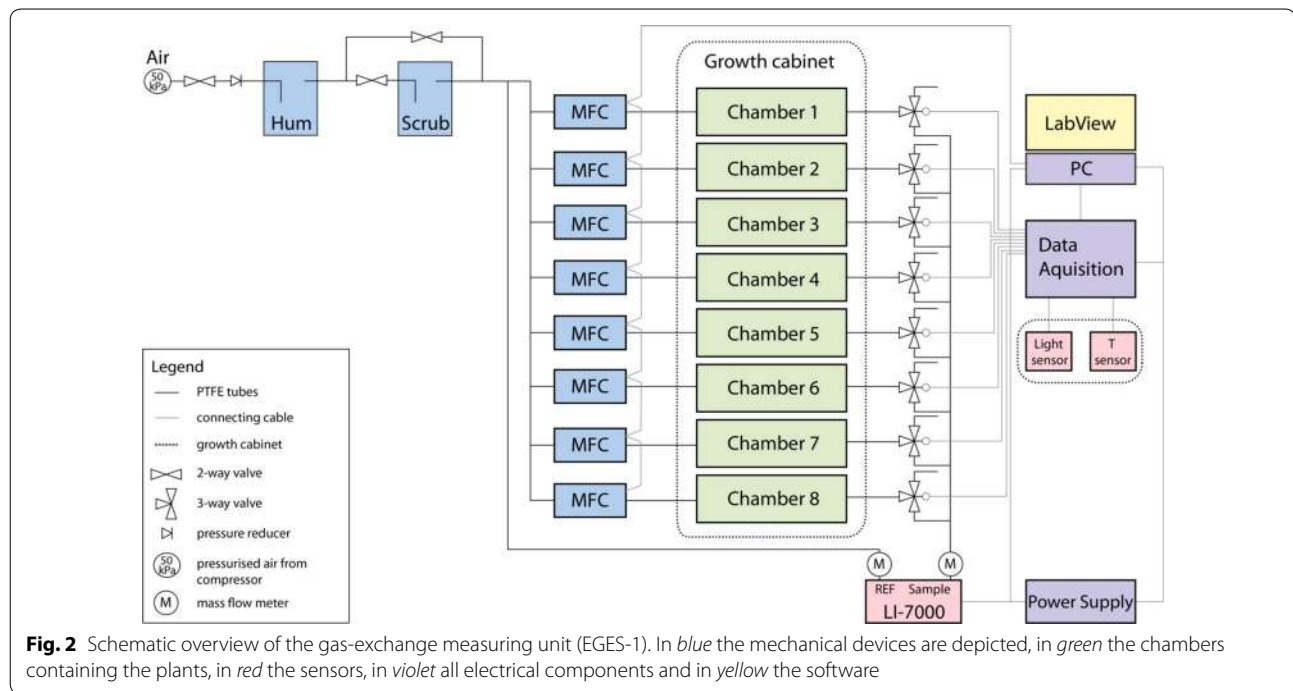 Air
50
kPa
Hum
Scrub
Growth cabinet
MFC
Chamber 1
MFC
Chamber 2
MFC
Chamber 3
MFC
Chamber 4
MFC
Chamber 5
MFC
Chamber 6
MFC
Chamber 7
MFC
Chamber 8
LabView
PC
Data
Aquisition
Light
sensor
T
sensor
M
M
REF Sample
LI-7000
Power Supply
Legend
PTFE tubes
connecting cable
growth cabinet
2-way valve
3-way valve
pressure reducer
50
kPa
pressurised air from
compressor
M
mass flow meter
Fig. 2 Schematic overview of the gas-exchange measuring unit (EGES-1). In blue the mechanical devices are depicted, in green the chambers
containing the plants, in red the sensors, in violet all electrical components and in yellow the software